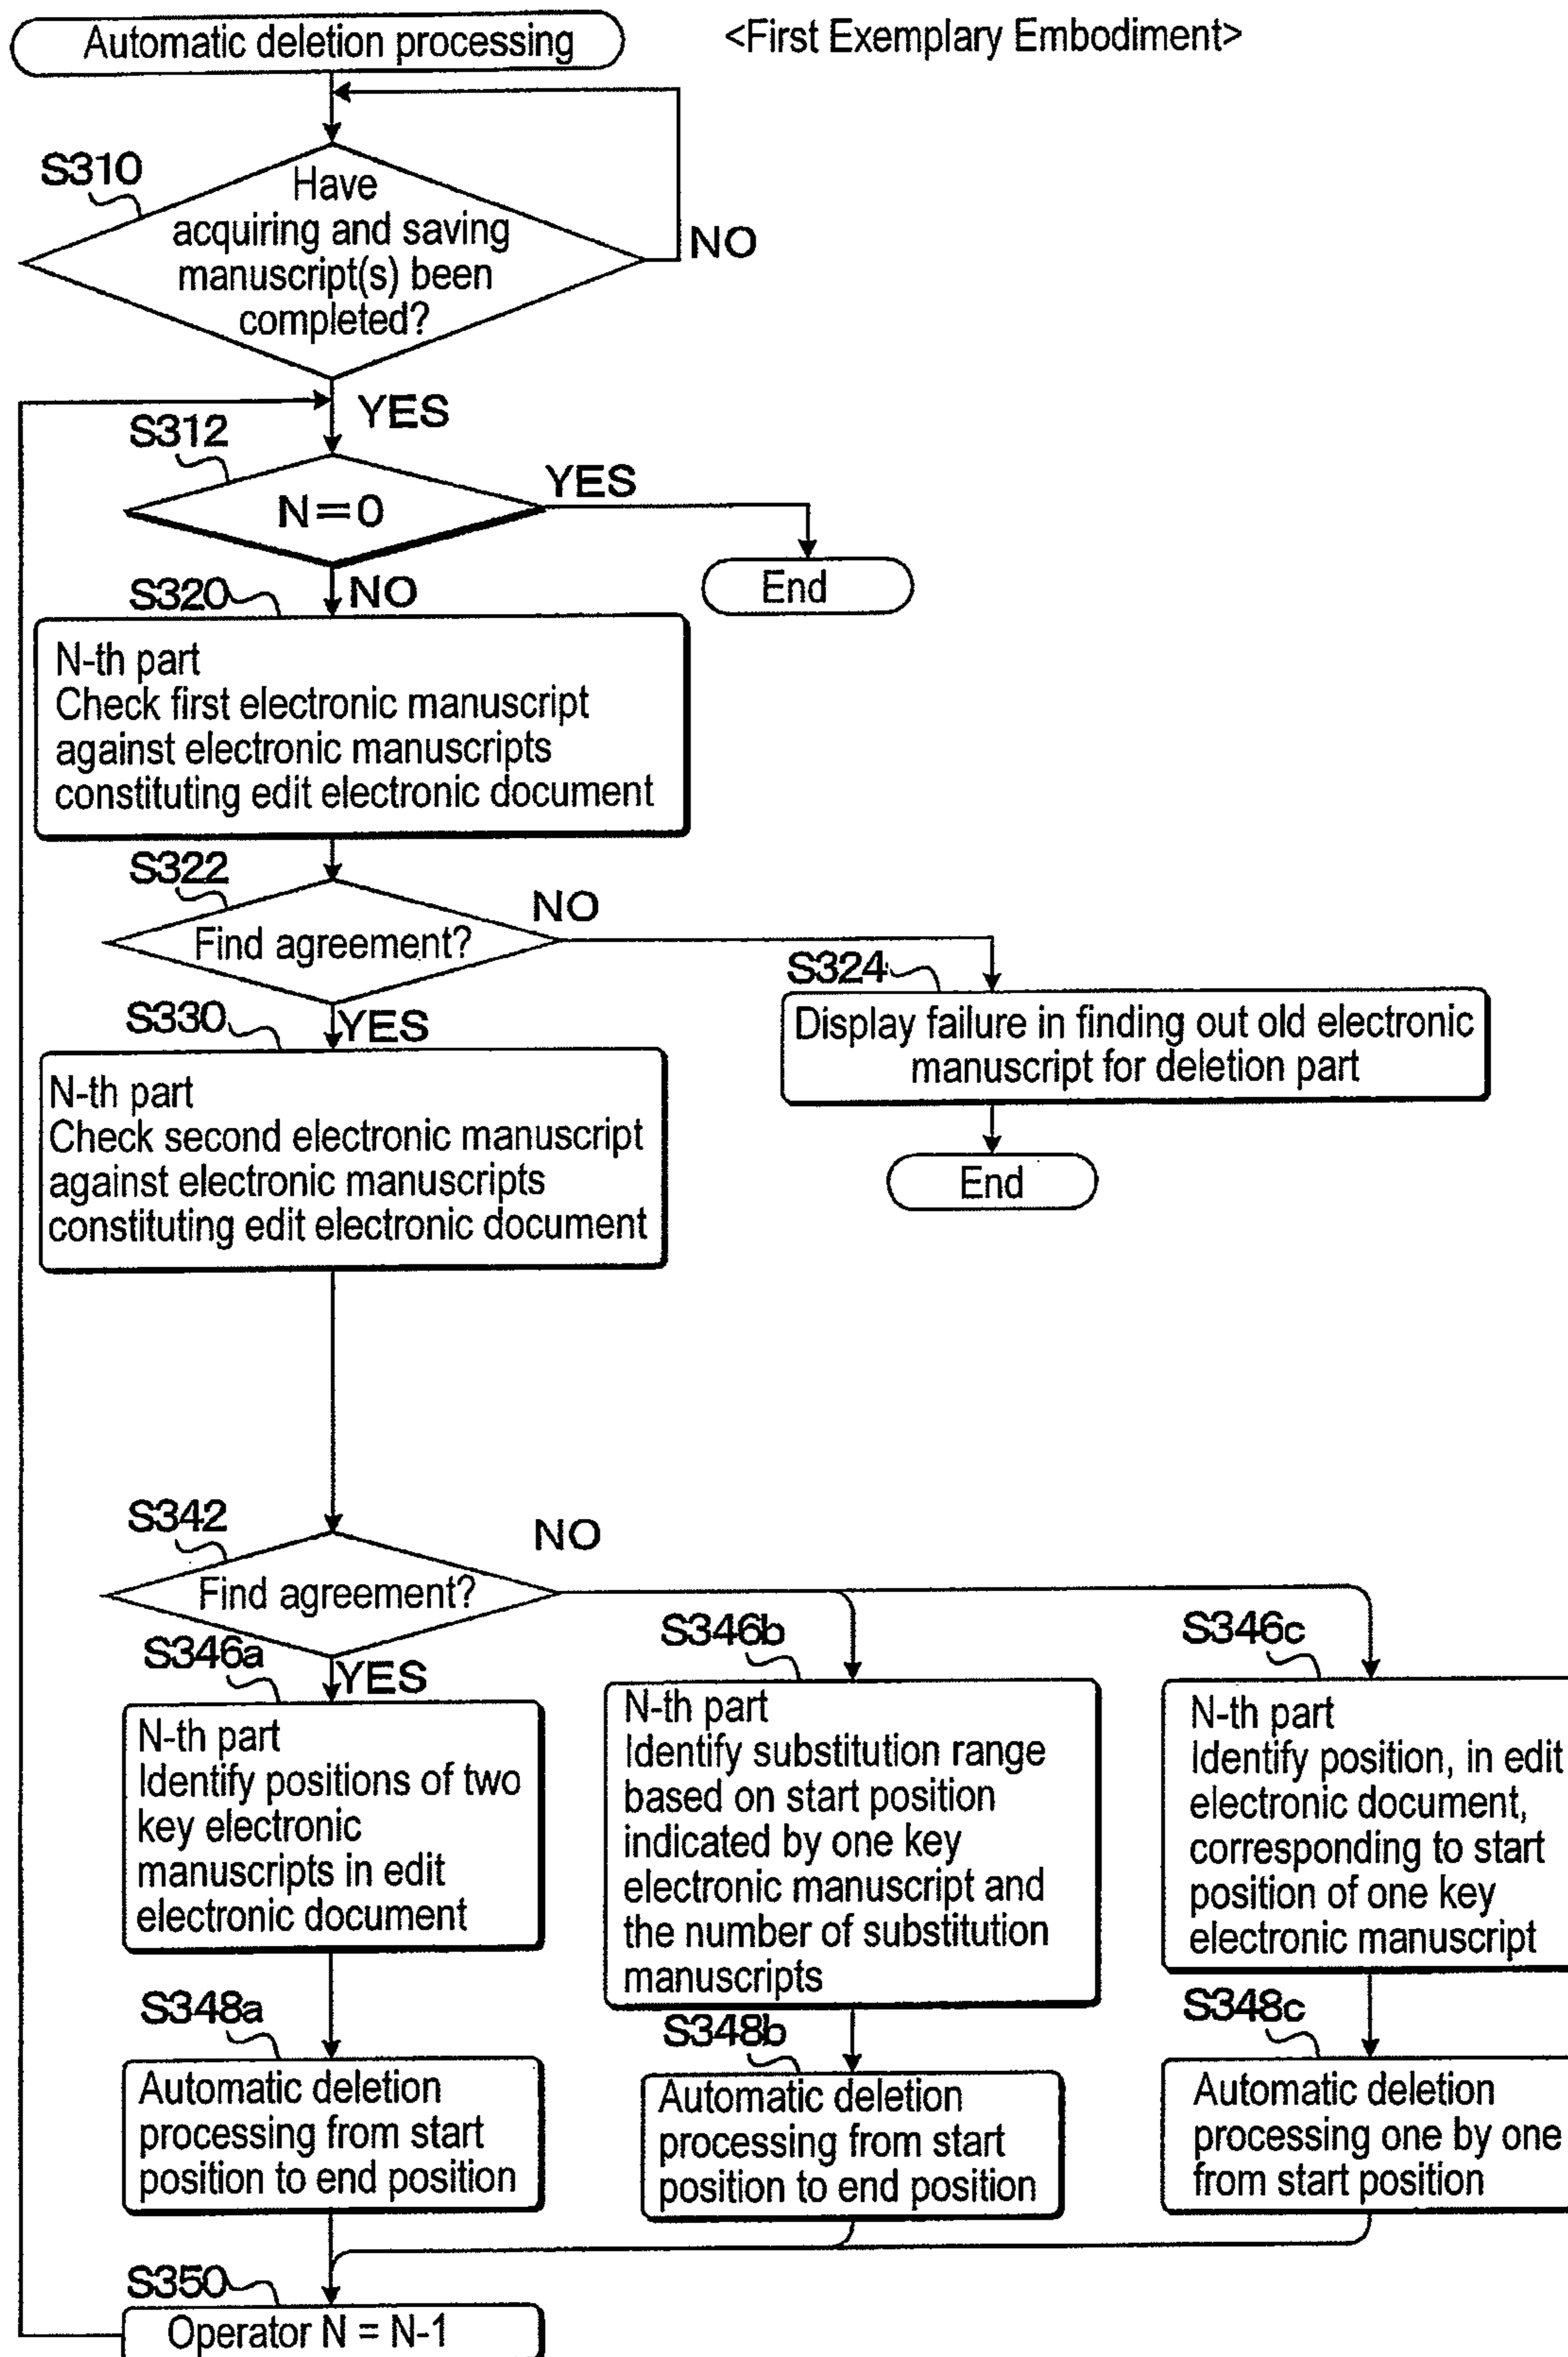 Automatic deletion processing
<First Exemplary Embodiment>
S310
Have
acquiring and saving
manuscript(s) been
completed?
NO
YES
S312
N=0
YES
End
NO
S320
N-th part
Check first electronic manuscript
against electronic manuscripts
constituting edit electronic document
S322
Find agreement?
NO
S324
Display failure in finding out old electronic
manuscript for deletion part
End
YES
S330
N-th part
Check second electronic manuscript
against electronic manuscripts
constituting edit electronic document
S342
Find agreement?
NO
YES
S346a
N-th part
Identify positions of two
key electronic
manuscripts in edit
electronic document
S346b
N-th part
Identify substitution range
based on start position
indicated by one key
electronic manuscript and
the number of substitution
manuscripts
S346c
N-th part
Identify position, in edit
electronic document,
corresponding to start
position of one key
electronic manuscript
S348a
Automatic deletion
processing from start
position to end position
S348b
Automatic deletion
processing from start
position to end position
S348c
Automatic deletion
processing one by one
from start position
S350
Operator N = N-1